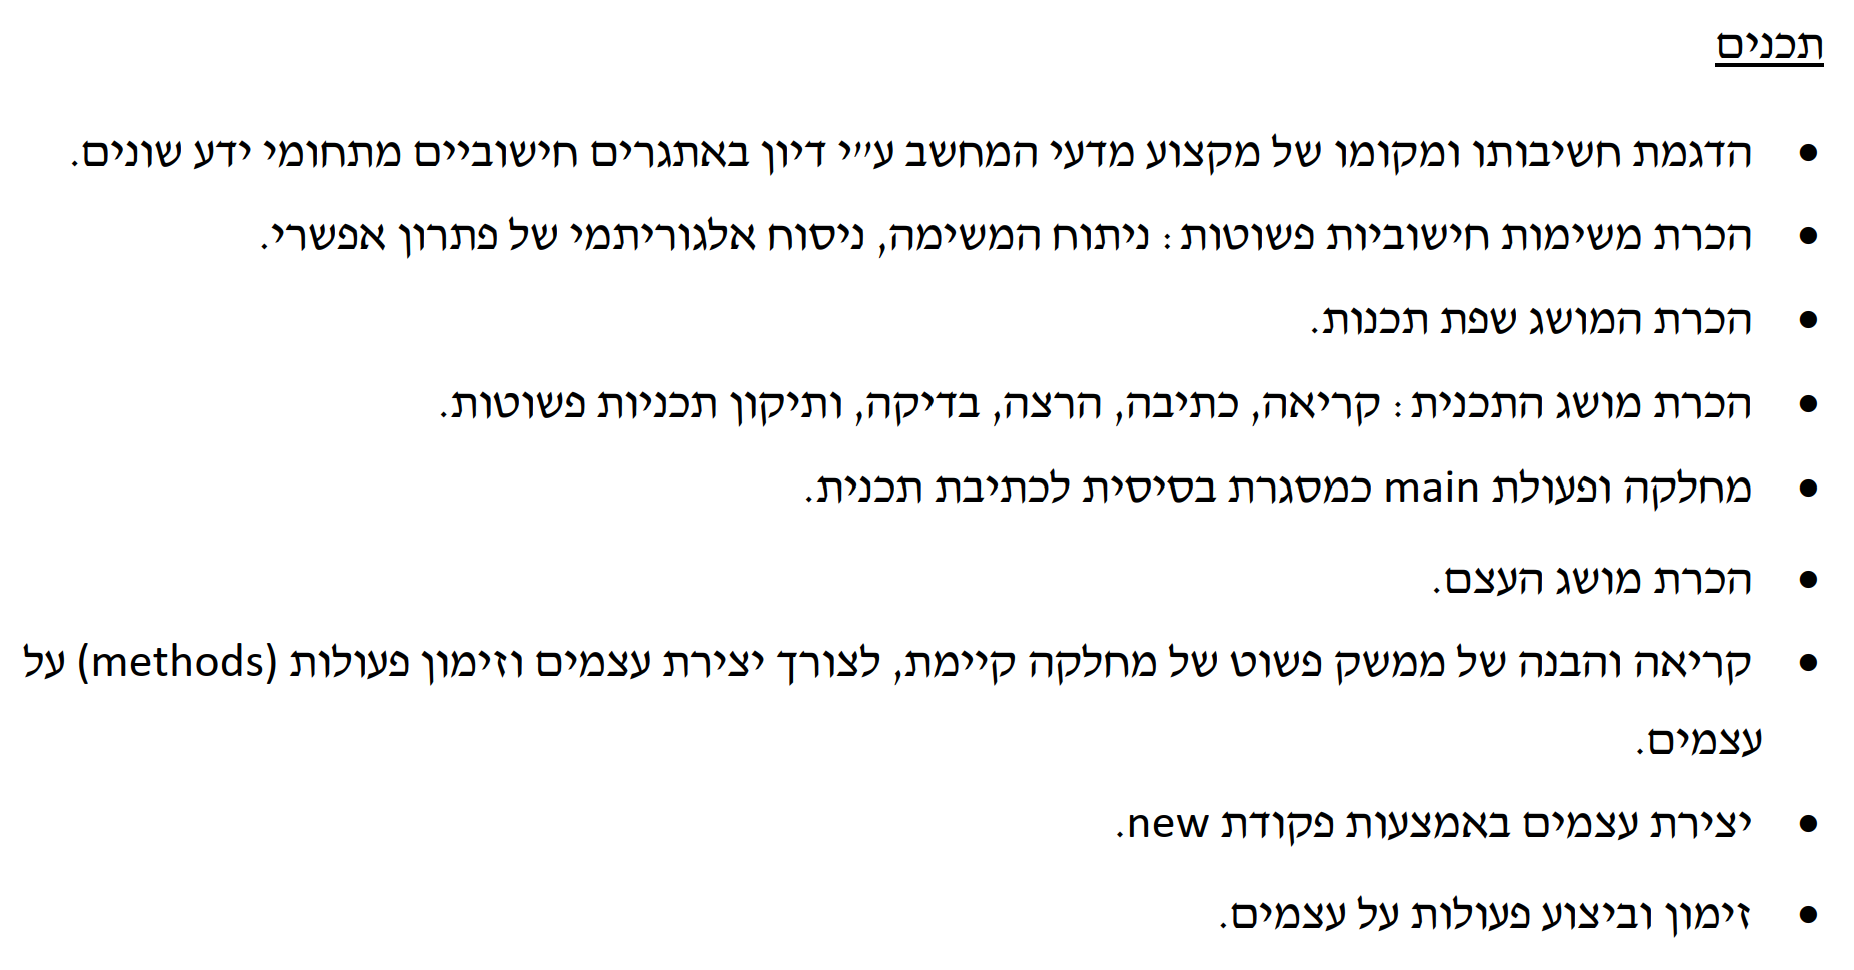 תכנים
• הדגמת חשיבותו ומקומו של מקצוע מדעי המחשב ע״י דיון באתגרים חישוביים מתחומי ידע שונים.
• הכרת משימות חישוביות פשוטות: ניתוח המשימה, ניסוח אלגוריתמי של פתרון אפשרי.
• הכרת המושג שפת תכנות.
• הכרת מושג התכנית: קריאה, כתיבה, הרצה, בדיקה, ותיקון תכניות פשוטות.
• מחלקה ופעולת main כמסגרת בסיסית לכתיבת תכנית.
• הכרת מושג העצם.
• קריאה והבנה של ממשק פשוט של מחלקה קיימת, לצורך יצירת עצמים וזימון פעולות (methods) על
עצמים.
• יצירת עצמים באמצעות פקודת new.
• זימון וביצוע פעולות על עצמים.